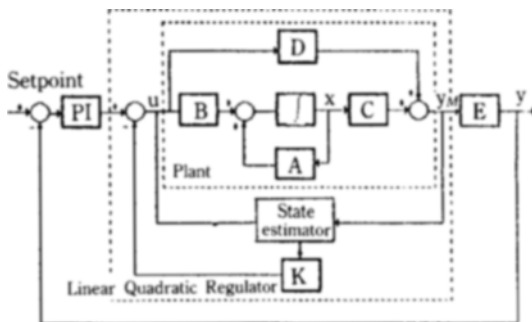 D
Setpoint
PI
u
B
∫
x
C
y_M
E
y
A
Plant
State
estimator
K
Linear Quadratic Regulator